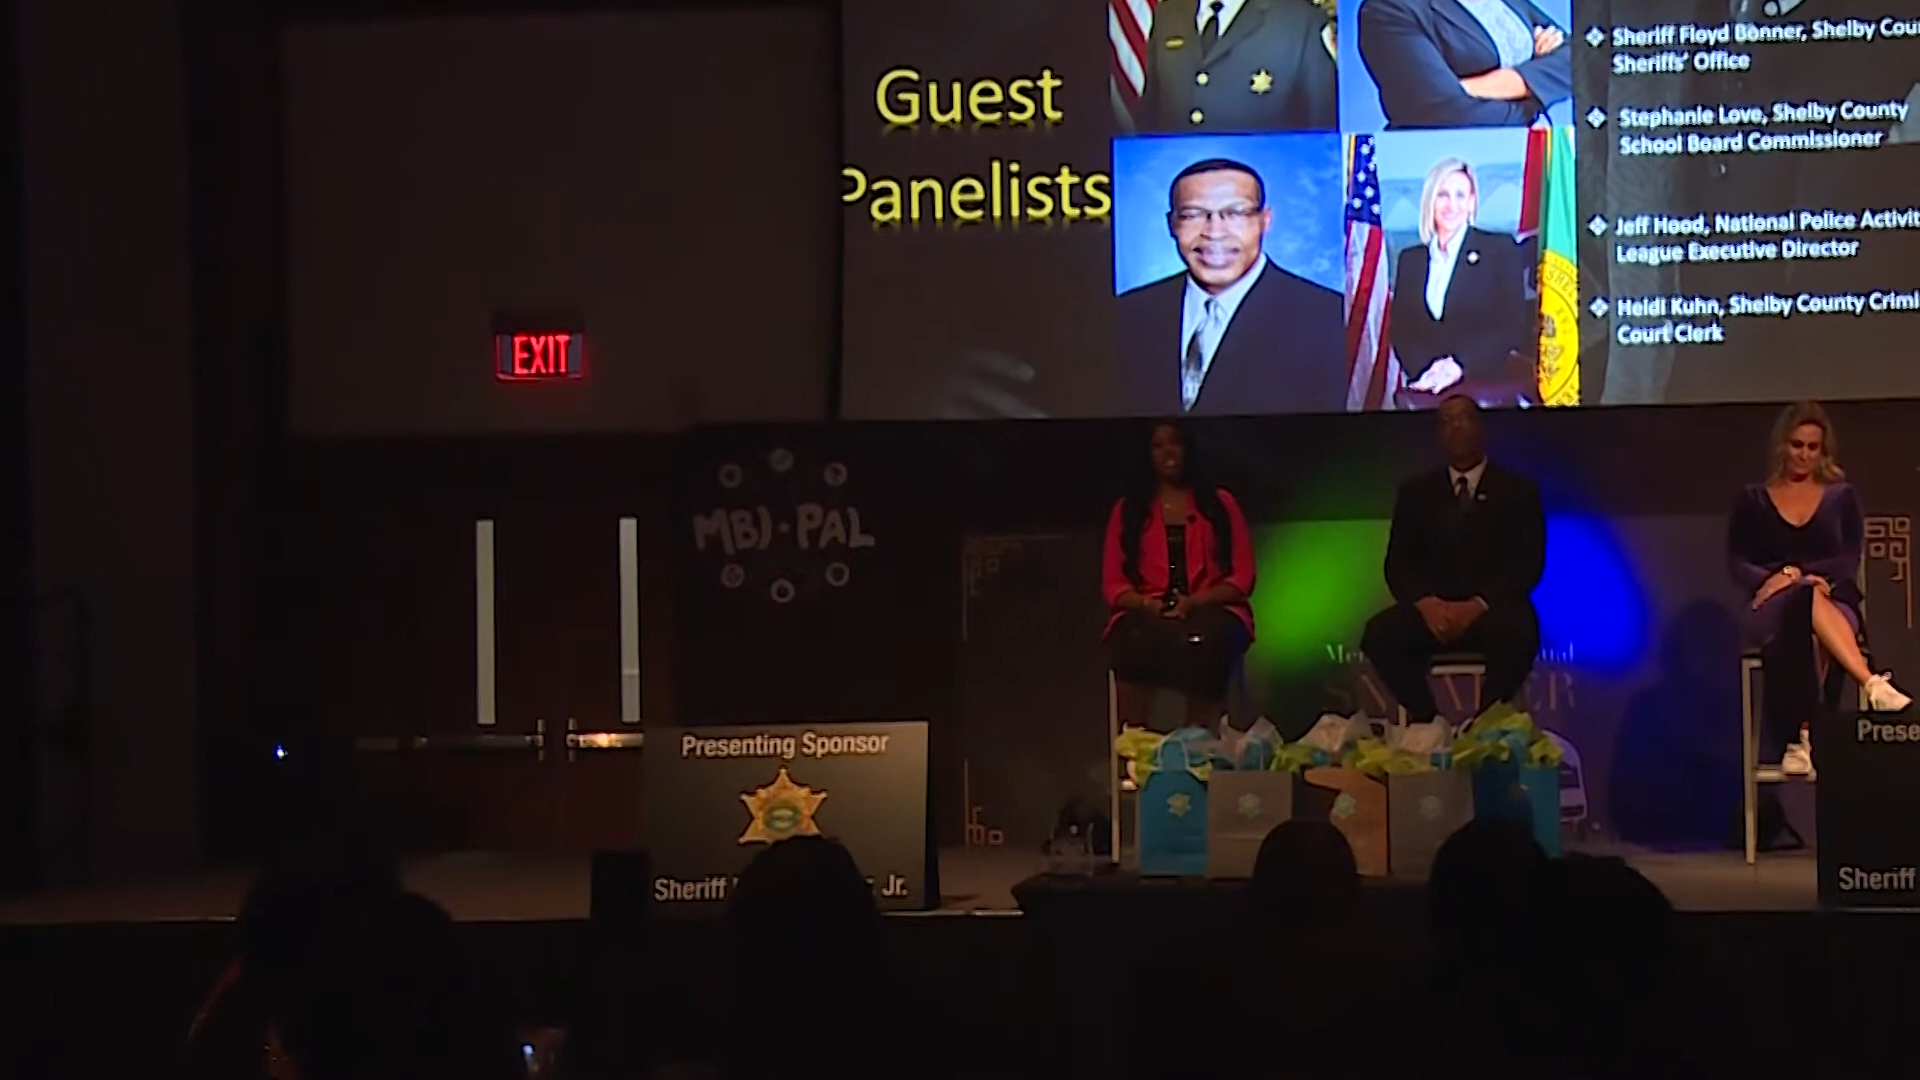 Guest
Panelists
Sheriff Floyd Bonner, Shelby Cou
Sheriffs' Office
Stephanie Love, Shelby County
School Board Commissioner
Jeff Hood, National Police Activit
League Executive Director
Heidi Kuhn, Shelby County Crimi
Court Clerk
EXIT
MBJ-PAL
Presenting Sponsor
Sheriff Jr.
Prese
Sheriff